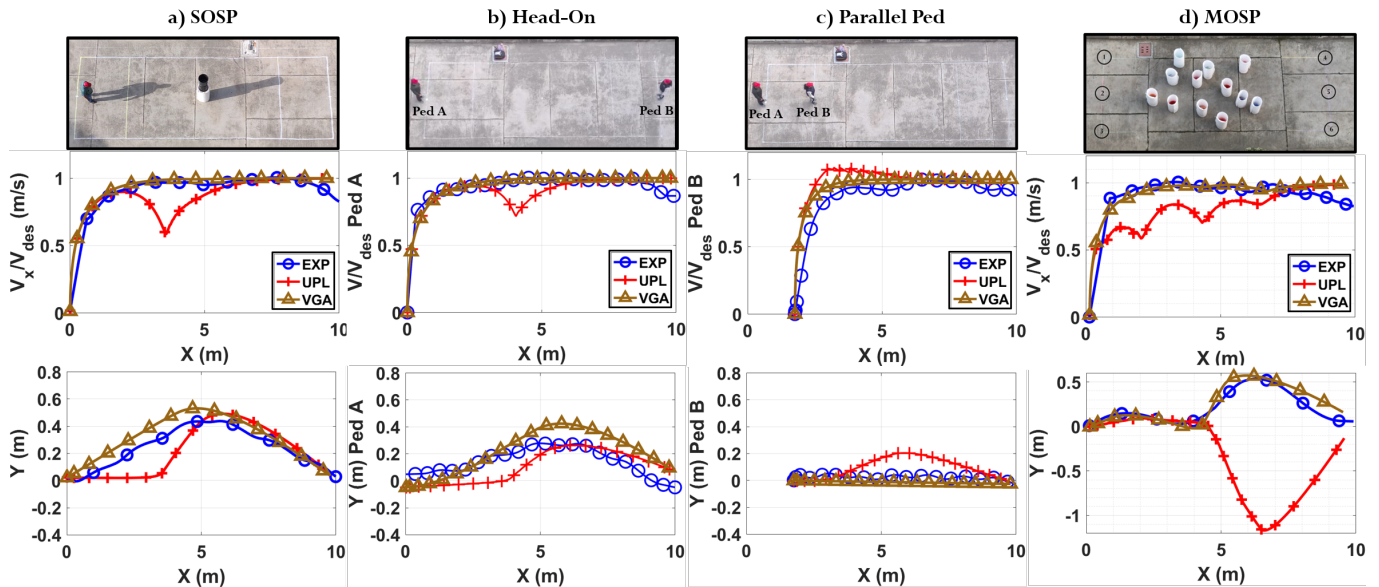 a) SOSP
b) Head-On
c) Parallel Ped
d) MOSP
Ped A
Ped B
Ped A
Ped B
1
2
3
4
5
6
V_x/V_des (m/s)
1
0.5
0
EXP
UPL
VGA
0
5
10
X (m)
V/V_des Ped A
1
0.5
0
EXP
UPL
VGA
0
5
10
X (m)
V/V_des Ped B
1
0.5
0
EXP
UPL
VGA
0
5
10
X (m)
V_x/V_des (m/s)
1
0.5
0
EXP
UPL
VGA
0
5
10
X (m)
Y (m)
0.8
0.6
0.4
0.2
0
-0.2
-0.4
0
5
10
X (m)
Y (m) Ped A
0.8
0.6
0.4
0.2
0
-0.2
-0.4
0
5
10
X (m)
Y (m) Ped B
0.8
0.6
0.4
0.2
0
-0.2
-0.4
0
5
10
X (m)
Y (m)
0.5
0
-0.5
-1
0
5
10
X (m)